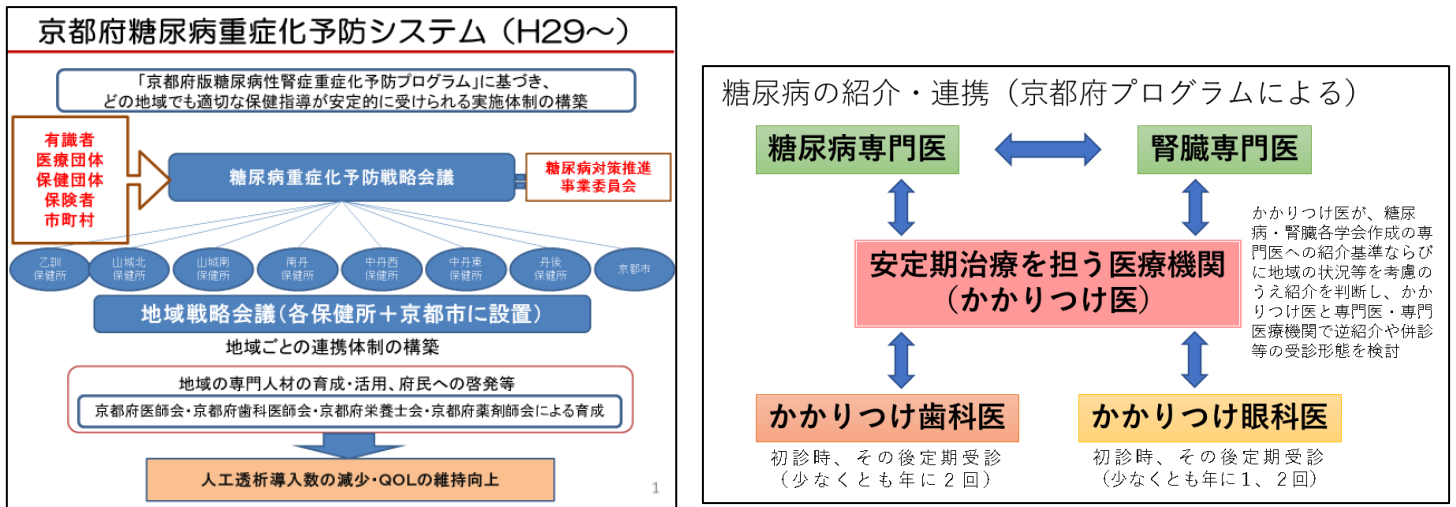 京都府糖尿病重症化予防システム（H29～）
「京都府版糖尿病性腎症重症化予防プログラム」に基づき、
どの地域でも適切な保健指導が安定的に受けられる実施体制の構築
有識者
医療団体
保健団体
保険者
市町村
糖尿病重症化予防戦略会議
糖尿病対策推進
事業委員会
乙訓
保健所
山城北
保健所
山城南
保健所
南丹
保健所
中丹西
保健所
中丹東
保健所
丹後
保健所
京都市
地域戦略会議（各保健所＋京都市に設置）
地域ごとの連携体制の構築
地域の専門人材の育成・活用、府民への啓発等
京都府医師会・京都府歯科医師会・京都府栄養士会・京都府薬剤師会による育成
人工透析導入数の減少・QOLの維持向上
1
糖尿病の紹介・連携（京都府プログラムによる）
糖尿病専門医
腎臓専門医
かかりつけ医が、糖尿
病・腎臓各学会作成の専
門医への紹介基準ならび
に地域の状況等を考慮の
うえ紹介を判断し、かか
りつけ医と専門医・専門
医療機関で逆紹介や併診
等の受診形態を検討
安定期治療を担う医療機関
（かかりつけ医）
かかりつけ歯科医
初診時、その後定期受診
（少なくとも年に２回）
かかりつけ眼科医
初診時、その後定期受診
（少なくとも年に１、２回）